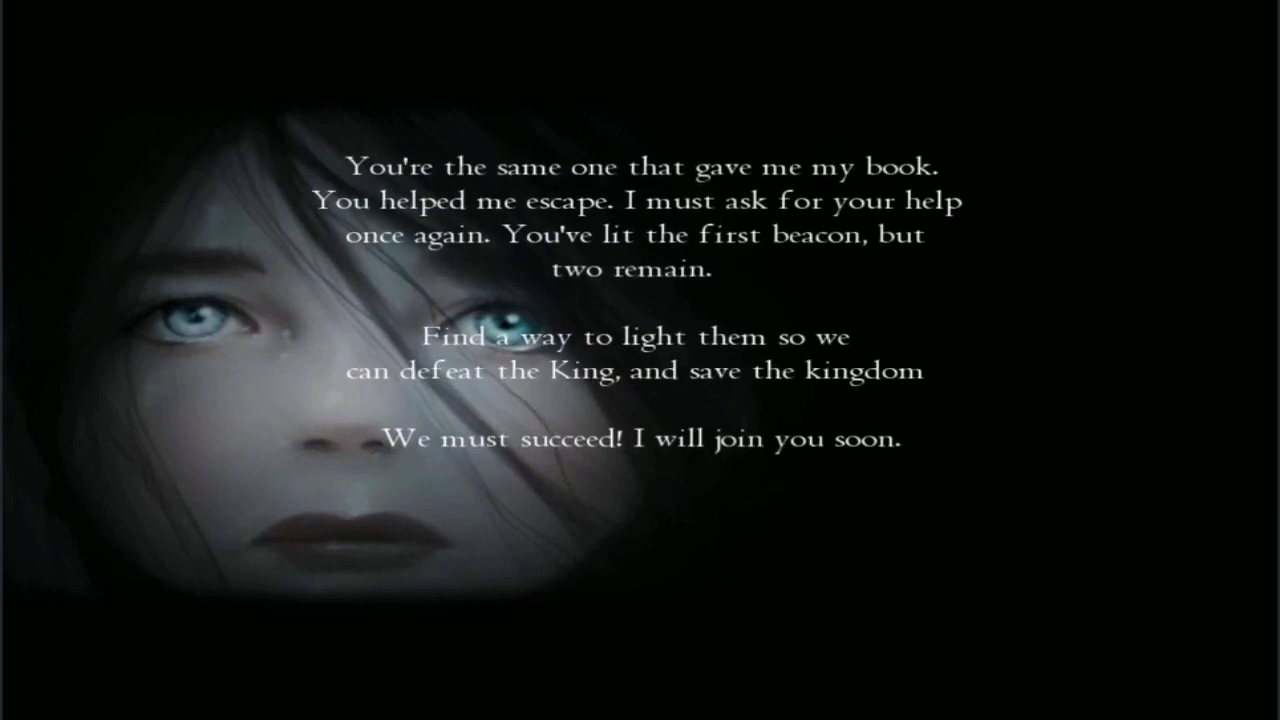 You're the same one that gave me my book.
You helped me escape. I must ask for your help
once again. You've lit the first beacon, but
two remain.
Find a way to light them so we
can defeat the King, and save the kingdom
We must succeed! I will join you soon.